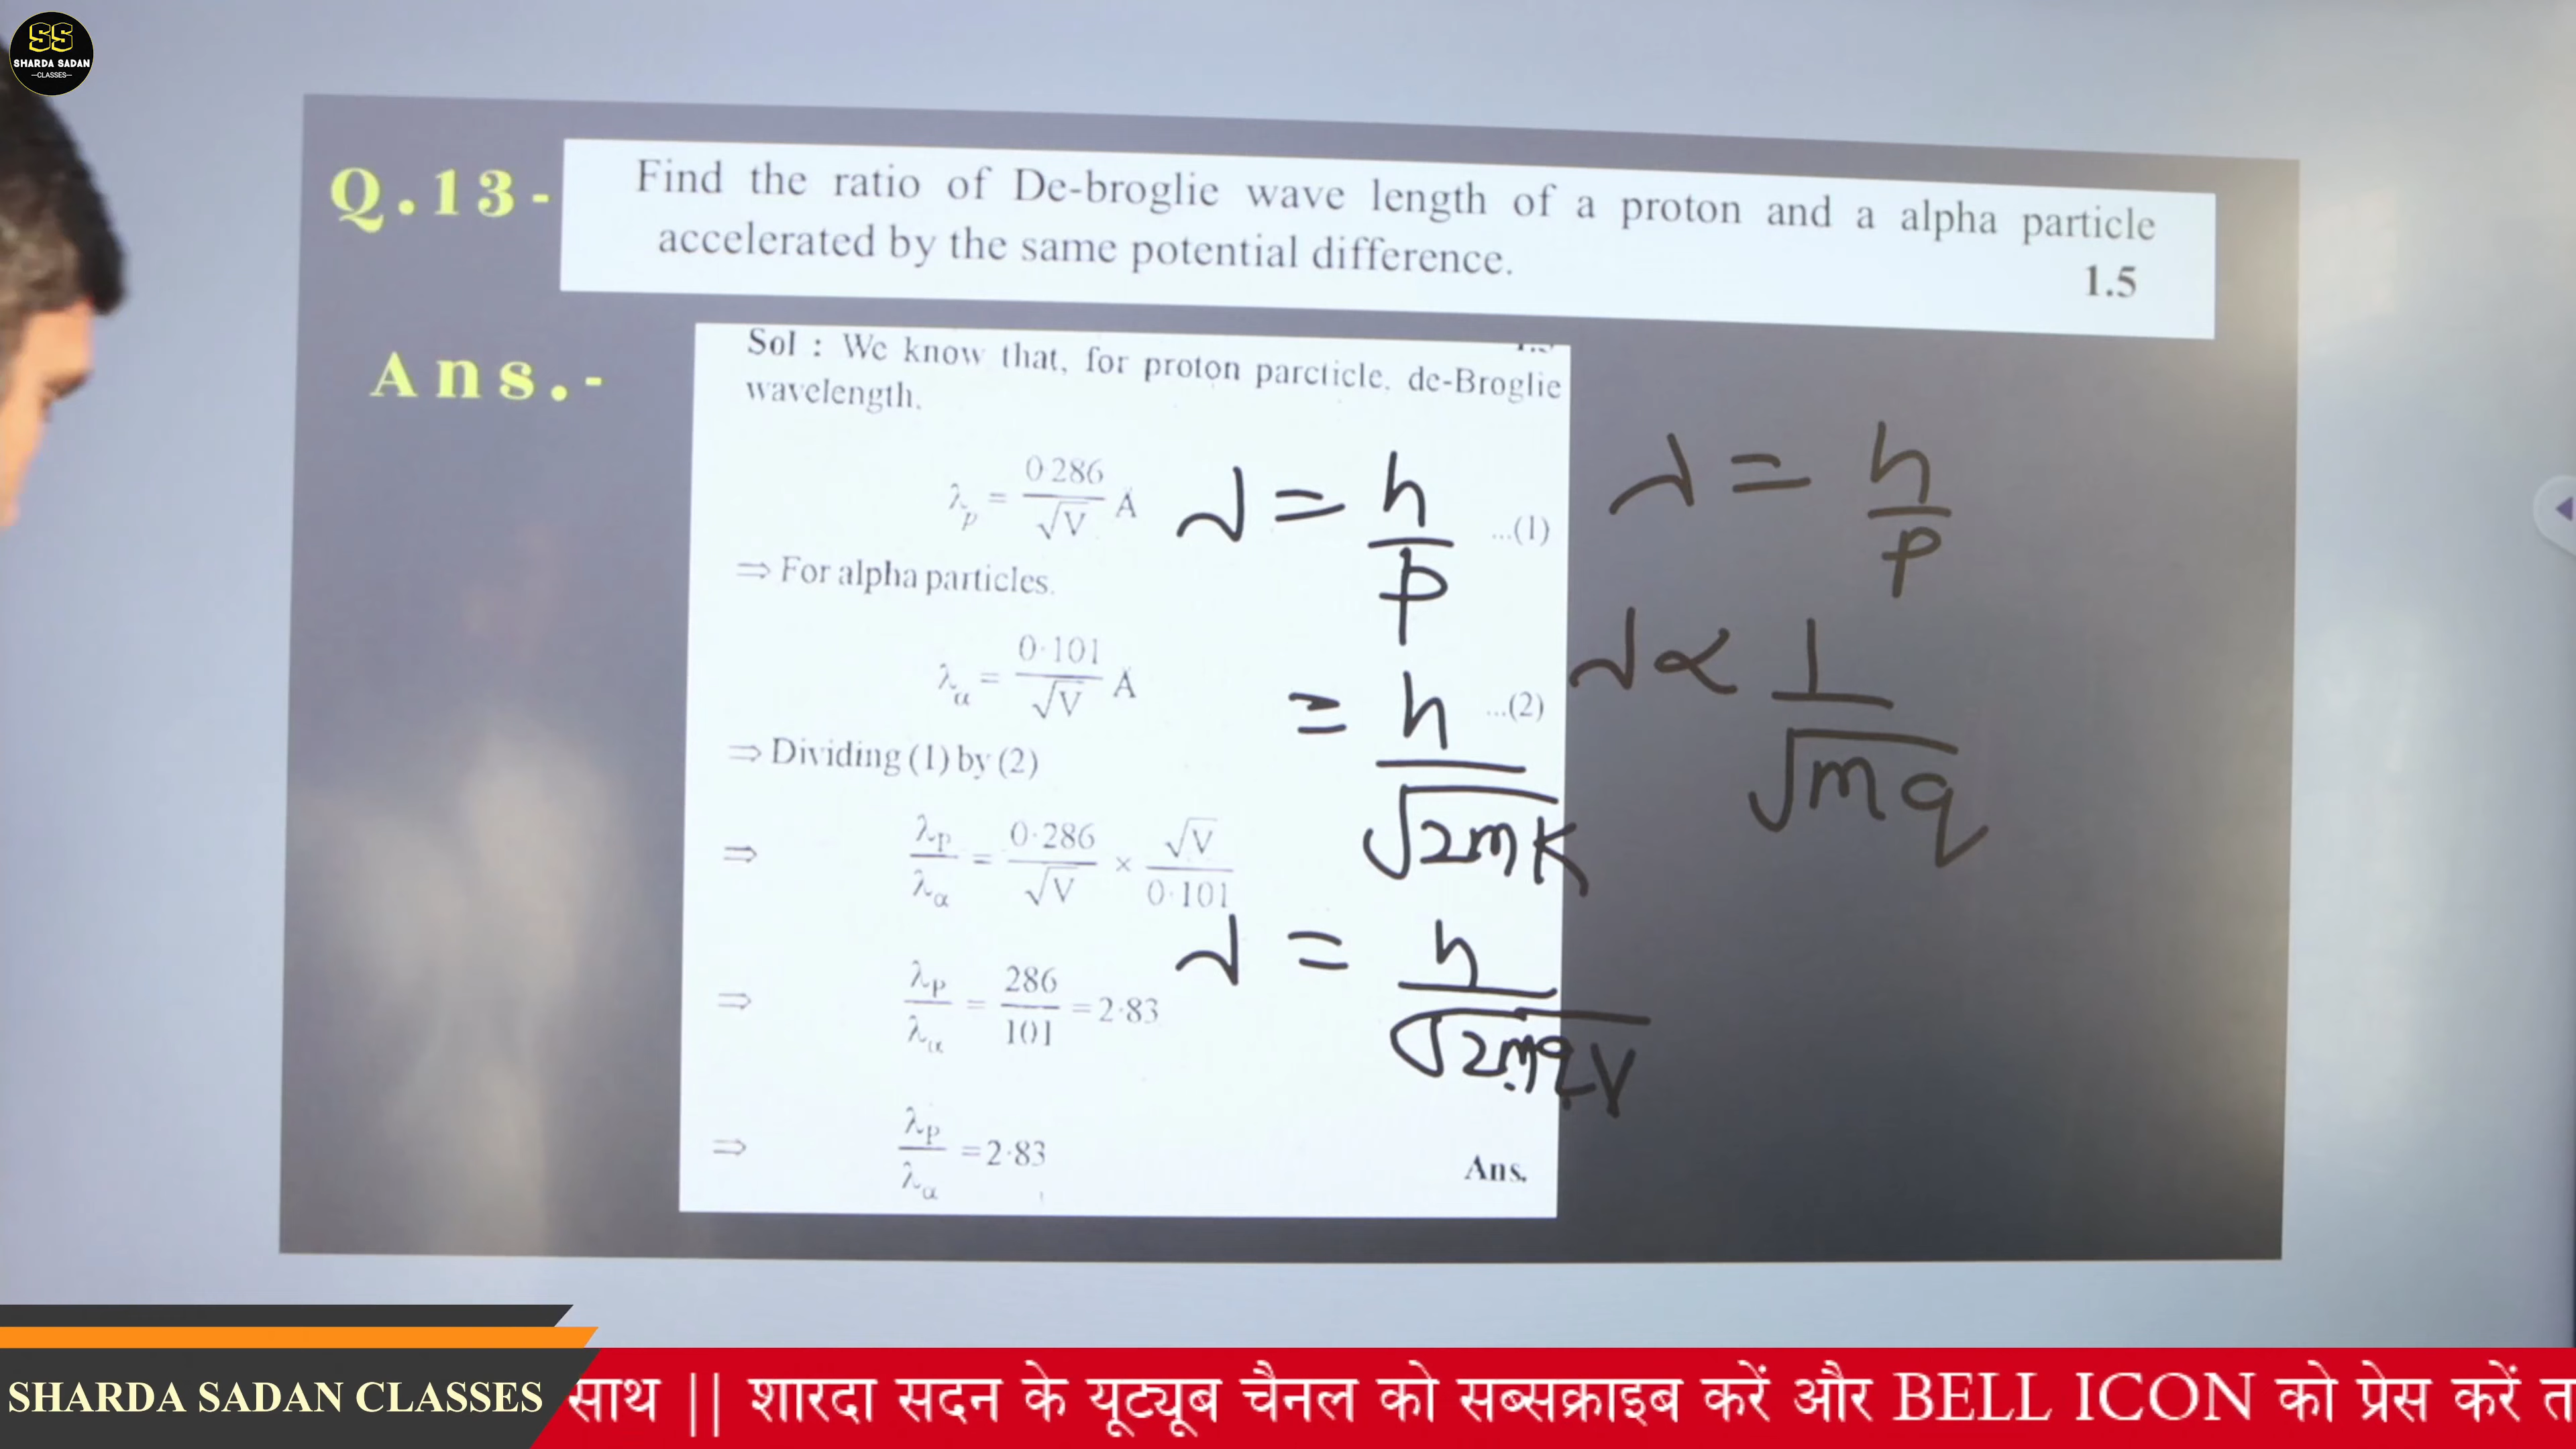 SS
SHARDA SADAN
—CLASSES—
Q.13-
Find the ratio of De-broglie wave length of a proton and a alpha particle
accelerated by the same potential difference.
1.5
Ans.-
Sol : We know that, for proton parcticle, de-Broglie
wavelength,
λp = 0·286/√V Å ...(1)
⇒ For alpha particles.
λα = 0·101/√V Å ...(2)
⇒ Dividing (1) by (2)
⇒ λP/λα = 0·286/√V × √V/0·101
⇒ λP/λα = 286/101 = 2·83
⇒ λP/λα = 2·83
Ans.
λ = h/p
= h/√2mK
λ = h/√2mqV
λ = h/p
λ ∝ 1/√mq
SHARDA SADAN CLASSES
साथ || शारदा सदन के यूट्यूब चैनल को सब्सक्राइब करें और BELL ICON को प्रेस करें त